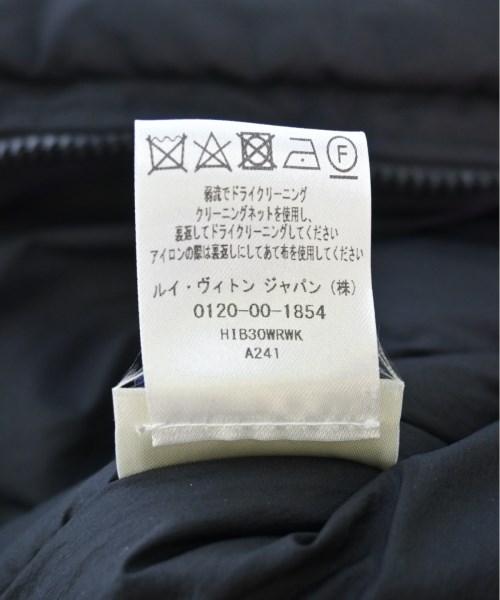 F
弱流でドライクリーニング
クリーニングネットを使用し、
裏返してドライクリーニングしてください
アイロンの際は裏返しにしてあて布を使用してください
ルイ・ヴィトン ジャパン（株）
0120-00-1854
HIB30WRWK
A241